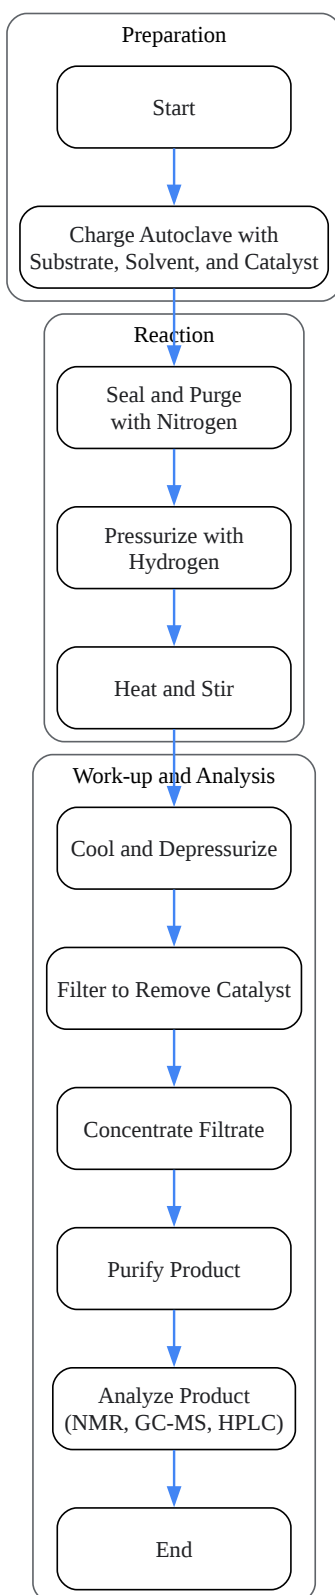 Preparation
Start
Charge Autoclave with
Substrate, Solvent, and Catalyst
Reaction
Seal and Purge
with Nitrogen
Pressurize with
Hydrogen
Heat and Stir
Work-up and Analysis
Cool and Depressurize
Filter to Remove Catalyst
Concentrate Filtrate
Purify Product
Analyze Product
(NMR, GC-MS, HPLC)
End